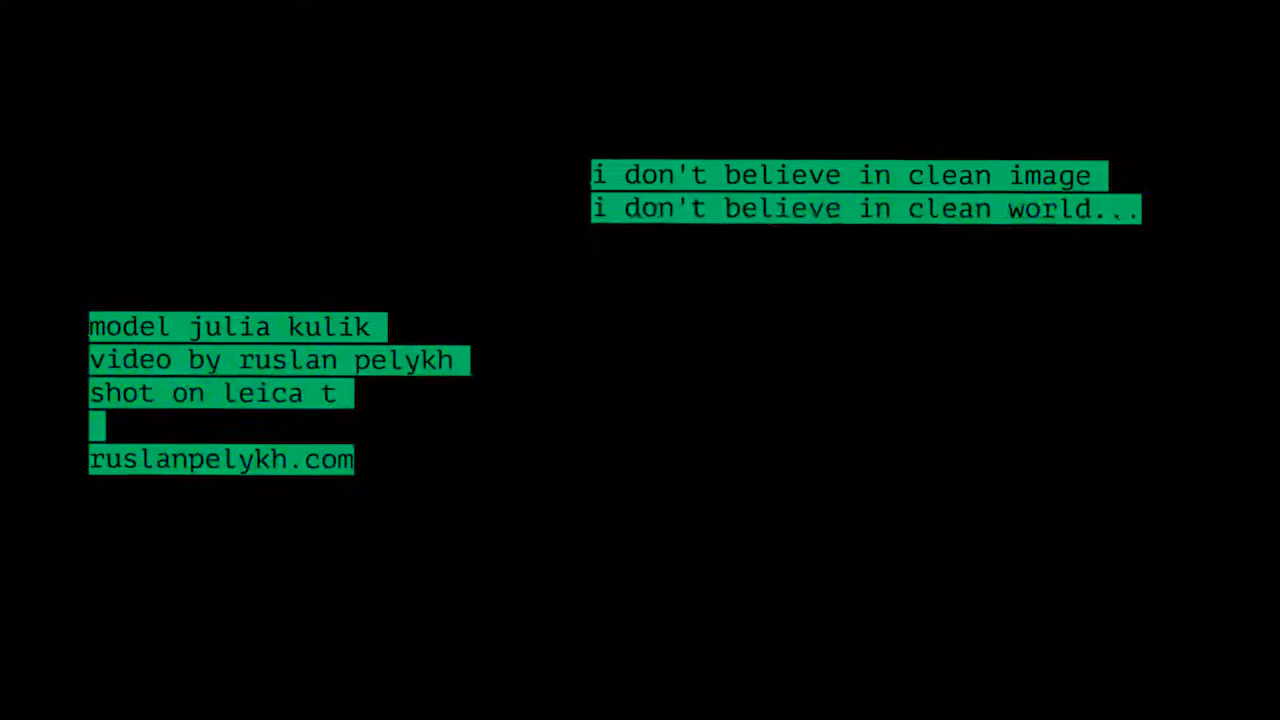 i don't believe in clean image
i don't believe in clean world...
model julia kulik
video by ruslan pelykh
shot on leica t
ruslanpelykh.com